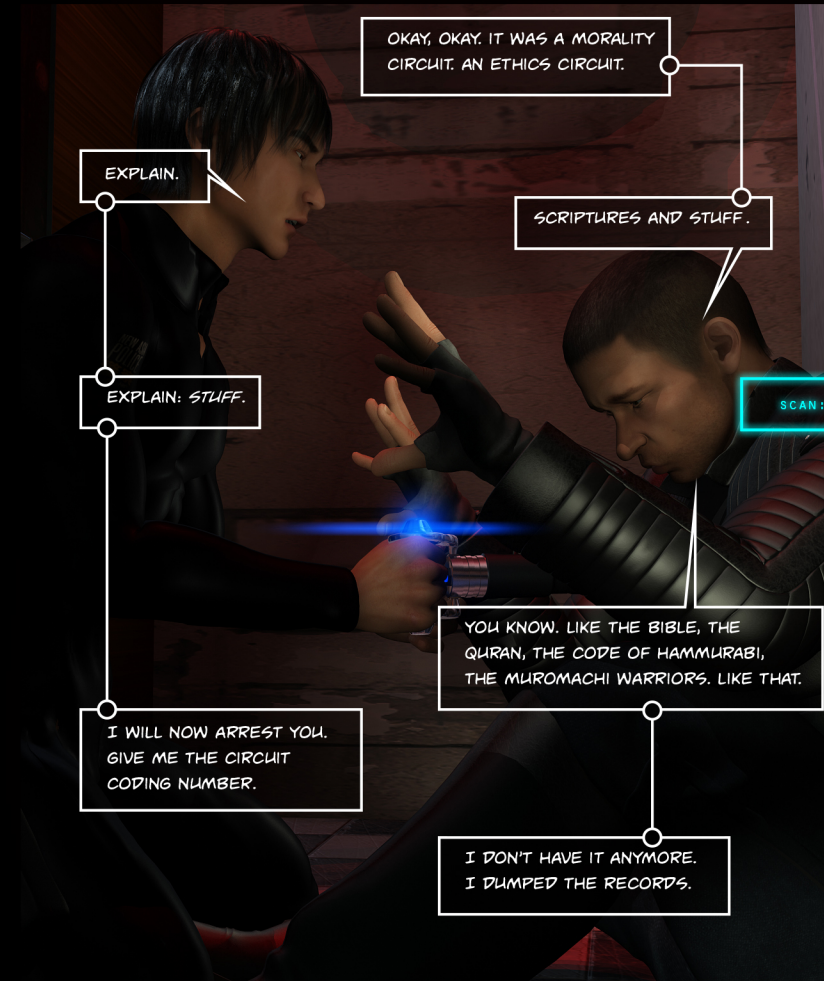 OKAY, OKAY. IT WAS A MORALITY
CIRCUIT. AN ETHICS CIRCUIT.
EXPLAIN.
SCRIPTURES AND STUFF.
EXPLAIN: STUFF.
SCAN:
YOU KNOW. LIKE THE BIBLE, THE
QURAN, THE CODE OF HAMMURABI,
THE MUROMACHI WARRIORS. LIKE THAT.
I WILL NOW ARREST YOU.
GIVE ME THE CIRCUIT
CODING NUMBER.
I DON'T HAVE IT ANYMORE.
I DUMPED THE RECORDS.